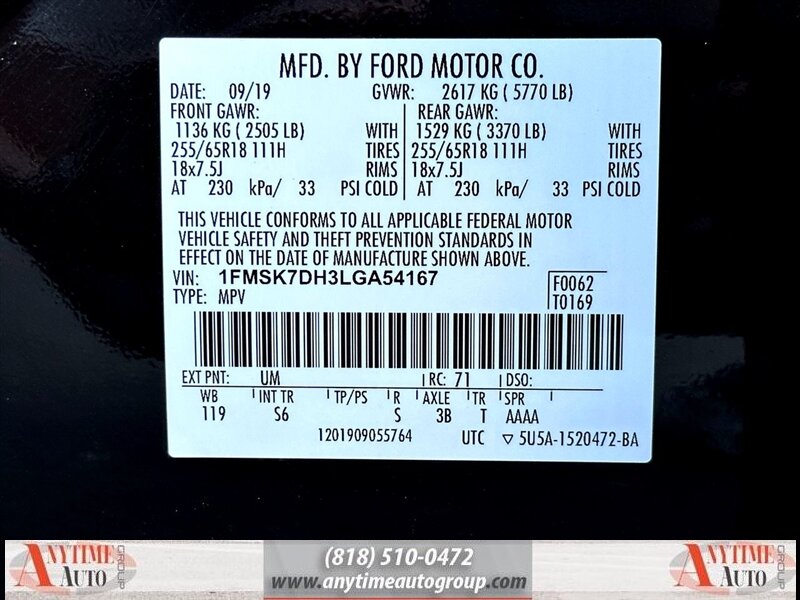 MFD. BY FORD MOTOR CO.
DATE: 09/19 GVWR: 2617 KG ( 5770 LB)
FRONT GAWR: REAR GAWR:
1136 KG ( 2505 LB) WITH 1529 KG ( 3370 LB) WITH
255/65R18 111H TIRES 255/65R18 111H TIRES
18x7.5J RIMS 18x7.5J RIMS
AT 230 kPa/ 33 PSI COLD AT 230 kPa/ 33 PSI COLD
THIS VEHICLE CONFORMS TO ALL APPLICABLE FEDERAL MOTOR
VEHICLE SAFETY AND THEFT PREVENTION STANDARDS IN
EFFECT ON THE DATE OF MANUFACTURE SHOWN ABOVE.
VIN: 1FMSK7DH3LGA54167 F0062
TYPE: MPV T0169
EXT PNT: UM RC: 71 DSO:
WB INT TR TP/PS R AXLE TR SPR
119 S6 S 3B T AAAA
1201909055764 UTC ▽ 5U5A-1520472-BA
ANYTIME AUTO GROUP
(818) 510-0472
www.anytimeautogroup.com
ANYTIME AUTO GROUP